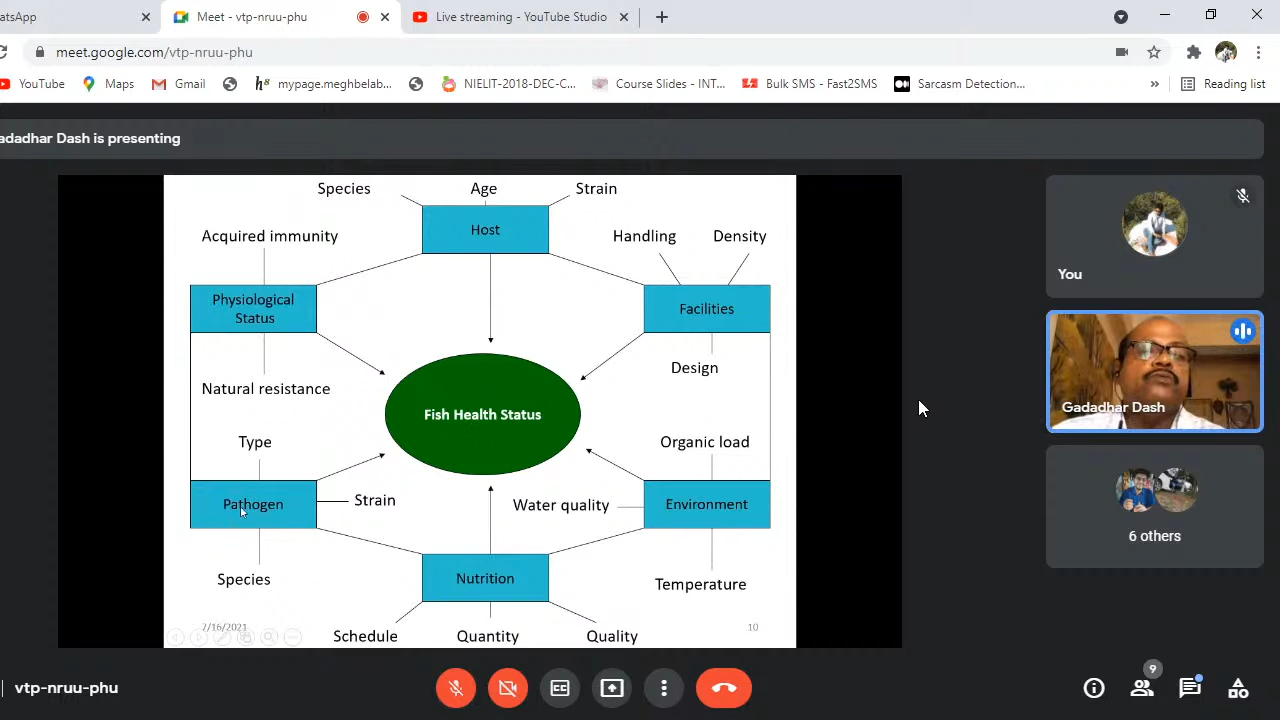 atsApp
Meet - vtp-nruu-phu
Live streaming - YouTube Studio
meet.google.com/vtp-nruu-phu
YouTube
Maps
Gmail
mypage.meghbelab...
NIELIT-2018-DEC-C...
Course Slides - INT...
Bulk SMS - Fast2SMS
Sarcasm Detection...
»
Reading list
adadhar Dash is presenting
Species
Age
Strain
Host
Acquired immunity
Handling
Density
Physiological
Status
Facilities
Natural resistance
Design
Fish Health Status
Type
Organic load
Pathogen
Strain
Water quality
Environment
Species
Nutrition
Temperature
7/16/2021
10
Schedule
Quantity
Quality
You
Gadadhar Dash
6 others
vtp-nruu-phu
CC
9